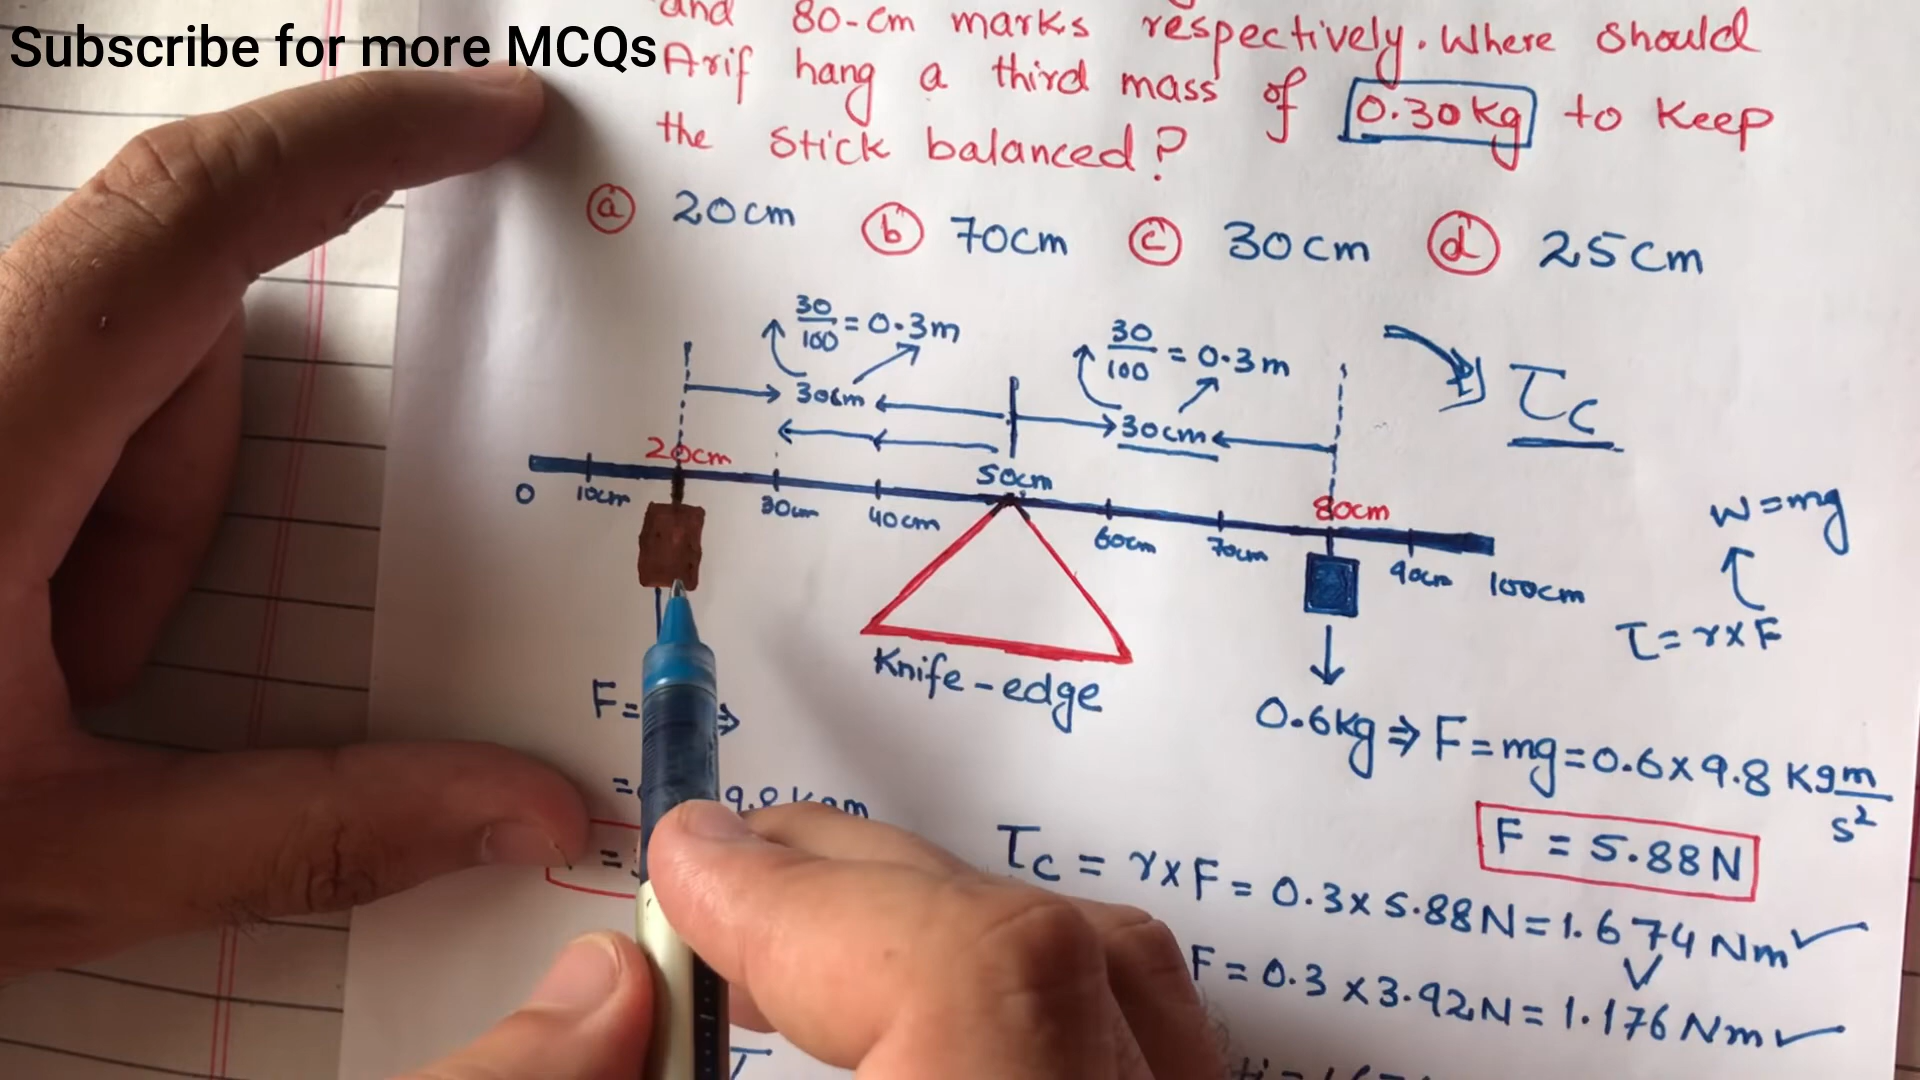 Subscribe for more MCQs
and 80-cm marks respectively. Where should
Arif hang a third mass of 0.30kg to keep
the stick balanced?
a 20cm b 70cm c 30cm d 25cm
30/100 = 0.3m
30/100 = 0.3m
30cm
30cm
τc
20cm
50cm
80cm
0 10cm 30cm 40cm 60cm 70cm 90cm 100cm
w=mg
τ=r×F
Knife-edge
F= ⇒
0.6kg ⇒ F=mg=0.6×9.8 kg m/s²
=
F = 5.88N
=
τc = r×F = 0.3×5.88N=1.674 Nm ✓
F = 0.3×3.92N=1.176 Nm ✓